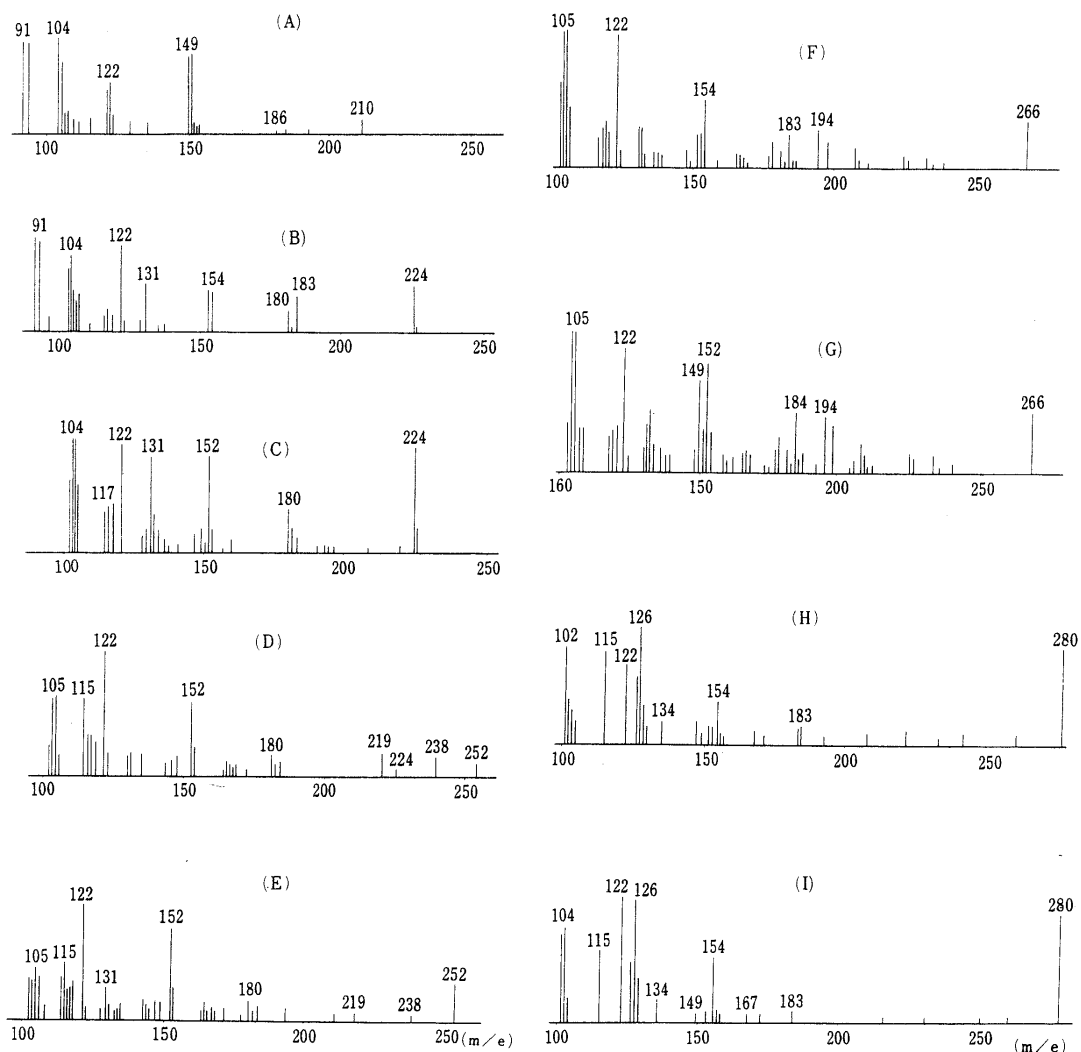 (A)
91 104 122 149 186 210
100 150 200 250
(B)
91 104 122 131 154 180 183 224
100 150 200 250
(C)
104 117 122 131 152 180 224
100 150 200 250
(D)
105 115 122 152 180 219 224 238 252
100 150 200 250
(E)
105 115 122 131 152 180 219 238 252
100 150 200 250 (m/e)
(F)
105 122 154 183 194 266
100 150 200 250
(G)
105 122 149 152 184 194 266
160 150 200 250
(H)
102 115 122 126 134 154 183 280
100 150 200 250
(I)
104 115 122 126 134 149 154 167 183 280
100 150 200 250 (m/e)